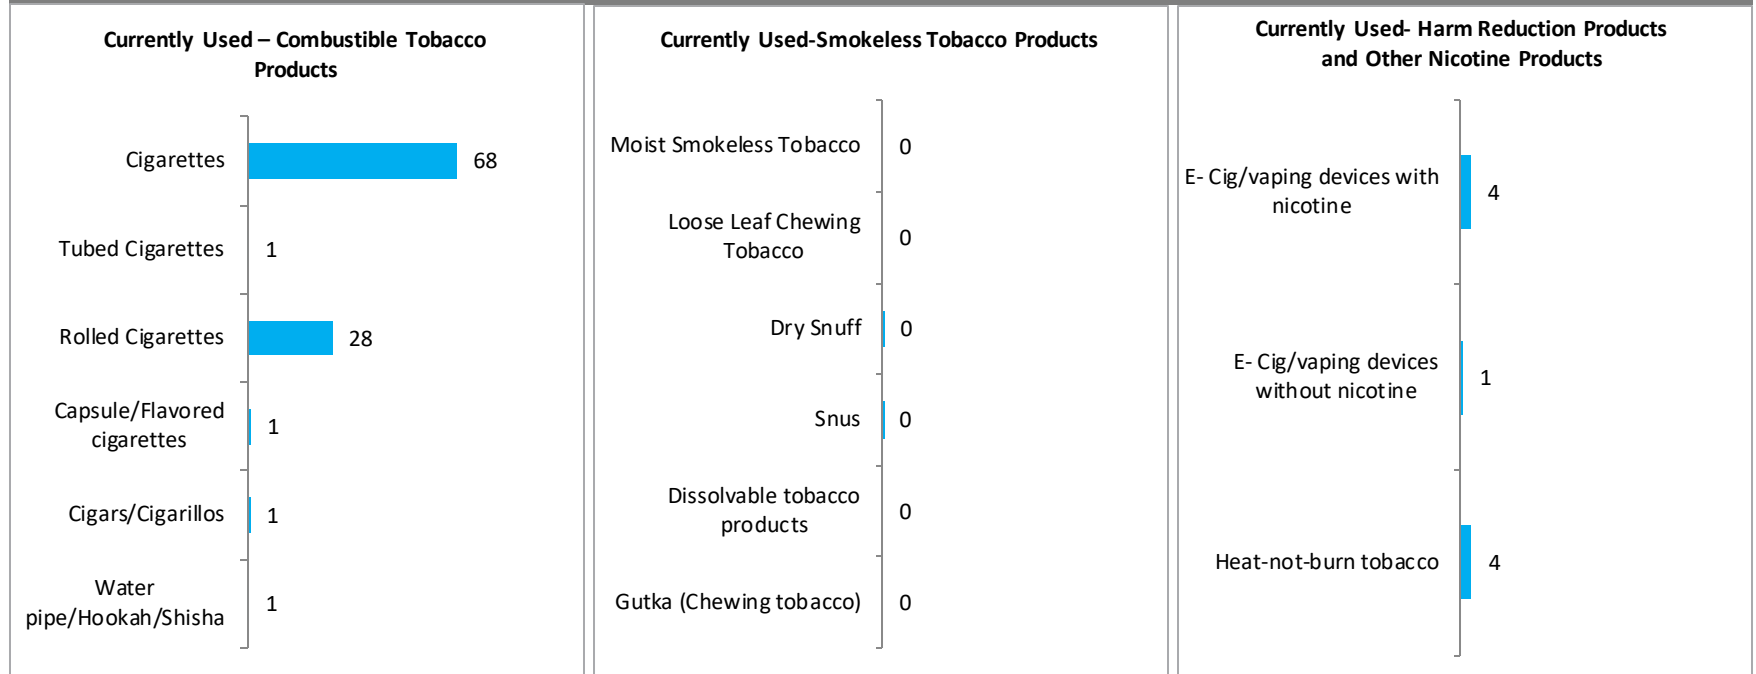 Currently Used – Combustible Tobacco
Products
Cigarettes
68
Tubed Cigarettes
1
Rolled Cigarettes
28
Capsule/Flavored
cigarettes
1
Cigars/Cigarillos
1
Water
pipe/Hookah/Shisha
1
Currently Used-Smokeless Tobacco Products
Moist Smokeless Tobacco
0
Loose Leaf Chewing
Tobacco
0
Dry Snuff
0
Snus
0
Dissolvable tobacco
products
0
Gutka (Chewing tobacco)
0
Currently Used- Harm Reduction Products
and Other Nicotine Products
E- Cig/vaping devices with
nicotine
4
E- Cig/vaping devices
without nicotine
1
Heat-not-burn tobacco
4